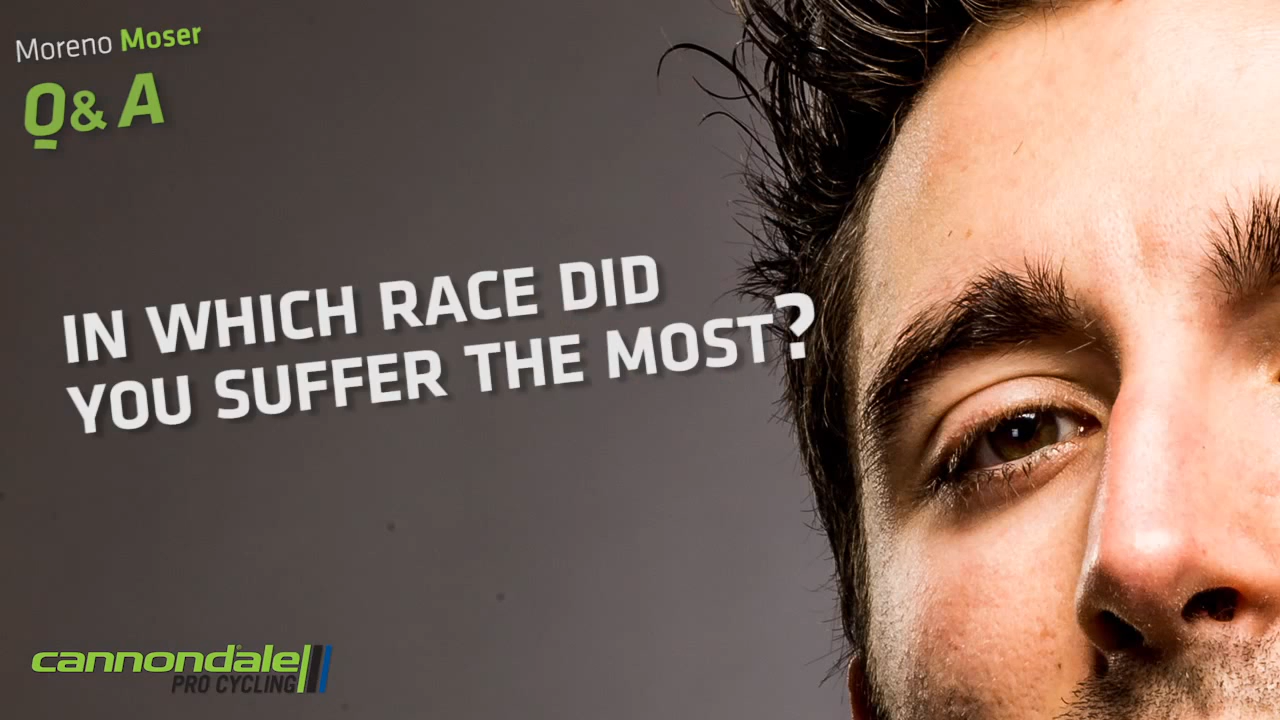 Moreno Moser
Q & A
IN WHICH RACE DID
YOU SUFFER THE MOST?
cannondale
PRO CYCLING